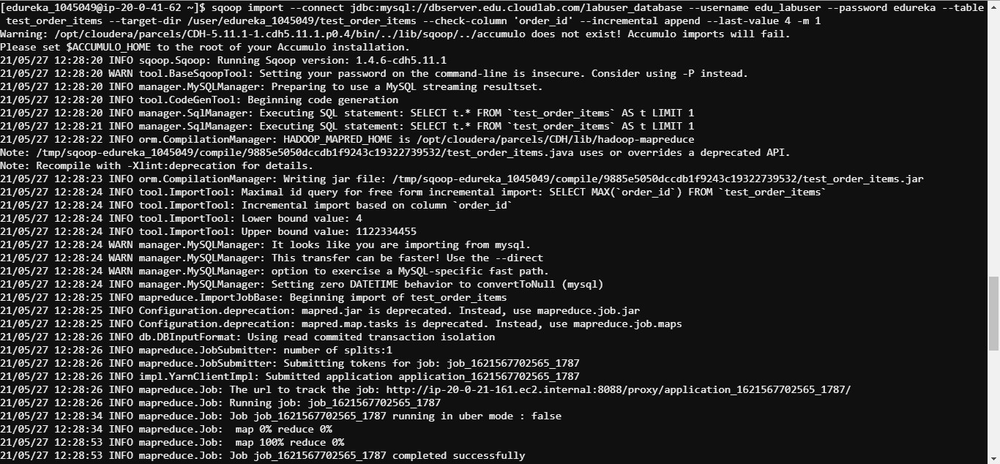 [edureka_1045049@ip-20-0-41-62 ~]$ sqoop import --connect jdbc:mysql://dbserver.edu.cloudlab.com/labuser_database --username edu_labuser --password edureka --table
 test_order_items --target-dir /user/edureka_1045049/test_order_items --check-column 'order_id' --incremental append --last-value 4 -m 1
Warning: /opt/cloudera/parcels/CDH-5.11.1-1.cdh5.11.1.p0.4/bin/../lib/sqoop/../accumulo does not exist! Accumulo imports will fail.
Please set $ACCUMULO_HOME to the root of your Accumulo installation.
21/05/27 12:28:20 INFO sqoop.Sqoop: Running Sqoop version: 1.4.6-cdh5.11.1
21/05/27 12:28:20 WARN tool.BaseSqoopTool: Setting your password on the command-line is insecure. Consider using -P instead.
21/05/27 12:28:20 INFO manager.MySQLManager: Preparing to use a MySQL streaming resultset.
21/05/27 12:28:20 INFO tool.CodeGenTool: Beginning code generation
21/05/27 12:28:20 INFO manager.SqlManager: Executing SQL statement: SELECT t.* FROM `test_order_items` AS t LIMIT 1
21/05/27 12:28:21 INFO manager.SqlManager: Executing SQL statement: SELECT t.* FROM `test_order_items` AS t LIMIT 1
21/05/27 12:28:22 INFO orm.CompilationManager: HADOOP_MAPRED_HOME is /opt/cloudera/parcels/CDH/lib/hadoop-mapreduce
Note: /tmp/sqoop-edureka_1045049/compile/9885e5050dccdb1f9243c19322739532/test_order_items.java uses or overrides a deprecated API.
Note: Recompile with -Xlint:deprecation for details.
21/05/27 12:28:23 INFO orm.CompilationManager: Writing jar file: /tmp/sqoop-edureka_1045049/compile/9885e5050dccdb1f9243c19322739532/test_order_items.jar
21/05/27 12:28:24 INFO tool.ImportTool: Maximal id query for free form incremental import: SELECT MAX(`order_id`) FROM `test_order_items`
21/05/27 12:28:24 INFO tool.ImportTool: Incremental import based on column `order_id`
21/05/27 12:28:24 INFO tool.ImportTool: Lower bound value: 4
21/05/27 12:28:24 INFO tool.ImportTool: Upper bound value: 1122334455
21/05/27 12:28:24 WARN manager.MySQLManager: It looks like you are importing from mysql.
21/05/27 12:28:24 WARN manager.MySQLManager: This transfer can be faster! Use the --direct
21/05/27 12:28:24 WARN manager.MySQLManager: option to exercise a MySQL-specific fast path.
21/05/27 12:28:24 INFO manager.MySQLManager: Setting zero DATETIME behavior to convertToNull (mysql)
21/05/27 12:28:25 INFO mapreduce.ImportJobBase: Beginning import of test_order_items
21/05/27 12:28:25 INFO Configuration.deprecation: mapred.jar is deprecated. Instead, use mapreduce.job.jar
21/05/27 12:28:25 INFO Configuration.deprecation: mapred.map.tasks is deprecated. Instead, use mapreduce.job.maps
21/05/27 12:28:26 INFO db.DBInputFormat: Using read commited transaction isolation
21/05/27 12:28:26 INFO mapreduce.JobSubmitter: number of splits:1
21/05/27 12:28:26 INFO mapreduce.JobSubmitter: Submitting tokens for job: job_1621567702565_1787
21/05/27 12:28:26 INFO impl.YarnClientImpl: Submitted application application_1621567702565_1787
21/05/27 12:28:26 INFO mapreduce.Job: The url to track the job: http://ip-20-0-21-161.ec2.internal:8088/proxy/application_1621567702565_1787/
21/05/27 12:28:26 INFO mapreduce.Job: Running job: job_1621567702565_1787
21/05/27 12:28:34 INFO mapreduce.Job: Job job_1621567702565_1787 running in uber mode : false
21/05/27 12:28:34 INFO mapreduce.Job:  map 0% reduce 0%
21/05/27 12:28:53 INFO mapreduce.Job:  map 100% reduce 0%
21/05/27 12:28:53 INFO mapreduce.Job: Job job_1621567702565_1787 completed successfully